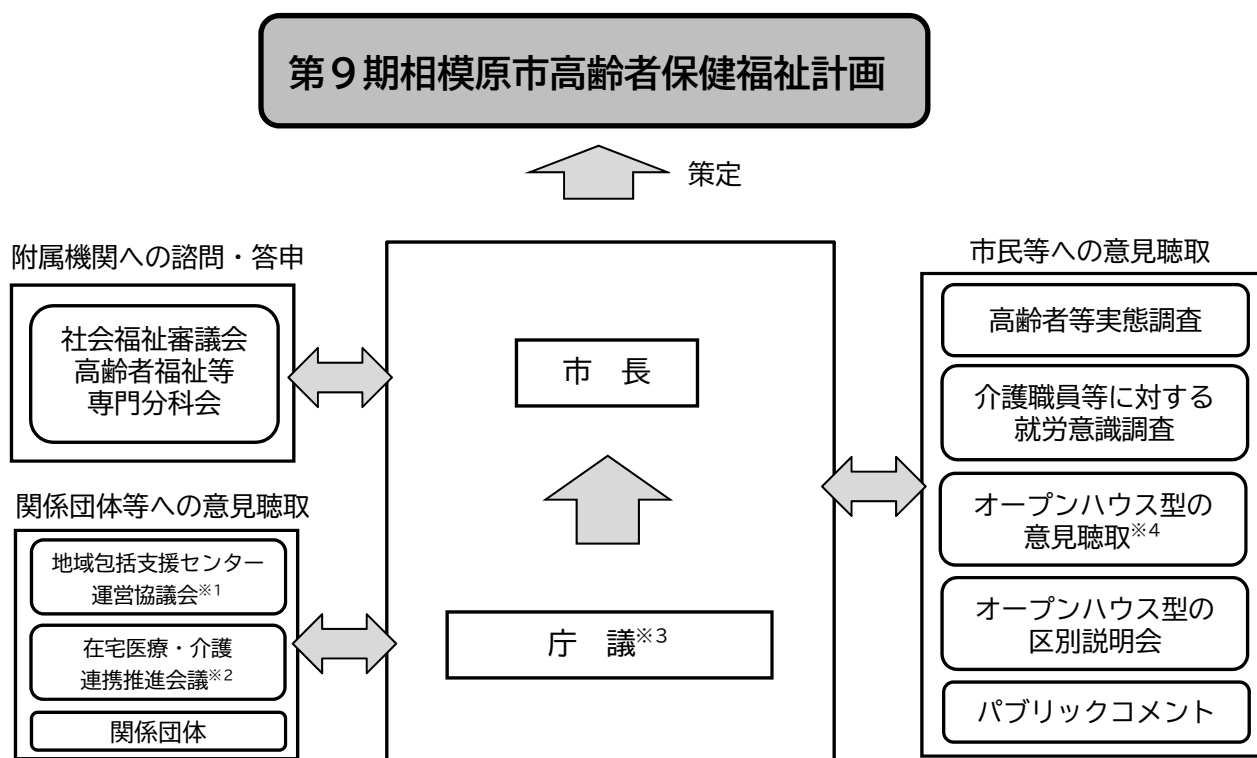 第９期相模原市高齢者保健福祉計画
策定
附属機関への諮問・答申
社会福祉審議会
高齢者福祉等
専門分科会
関係団体等への意見聴取
地域包括支援センター
運営協議会※1
在宅医療・介護
連携推進会議※2
関係団体
市　長
庁　議※3
市民等への意見聴取
高齢者等実態調査
介護職員等に対する
就労意識調査
オープンハウス型の
意見聴取※4
オープンハウス型の
区別説明会
パブリックコメント